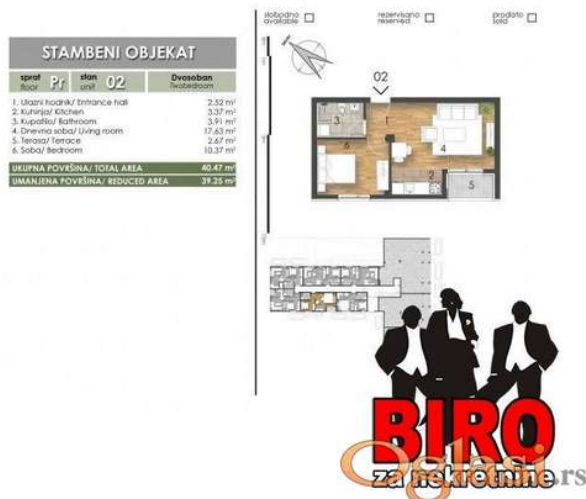 slobodno
available
rezervisano
reserved
prodato
sold
STAMBENI OBJEKAT
sprat
floor
Pr
stan
unit
02
Dvosoban
Twobedroom
1. Ulazni hodnik/ Entrance hall 2.52 m²
2. Kuhinja/ Kitchen 3.37 m²
3. Kupatilo/ Bathroom 3.91 m²
4. Dnevna soba/ Living room 17.63 m²
5. Terasa/ Terrace 2.67 m²
6. Soba/ Bedroom 10.37 m²
UKUPNA POVRŠINA/ TOTAL AREA 40.47 m²
UMANJENA POVRŠINA/ REDUCED AREA 39.25 m²
02
3
1
4
6
2
5
BIRO
za nekretnine
Oglasi.rs